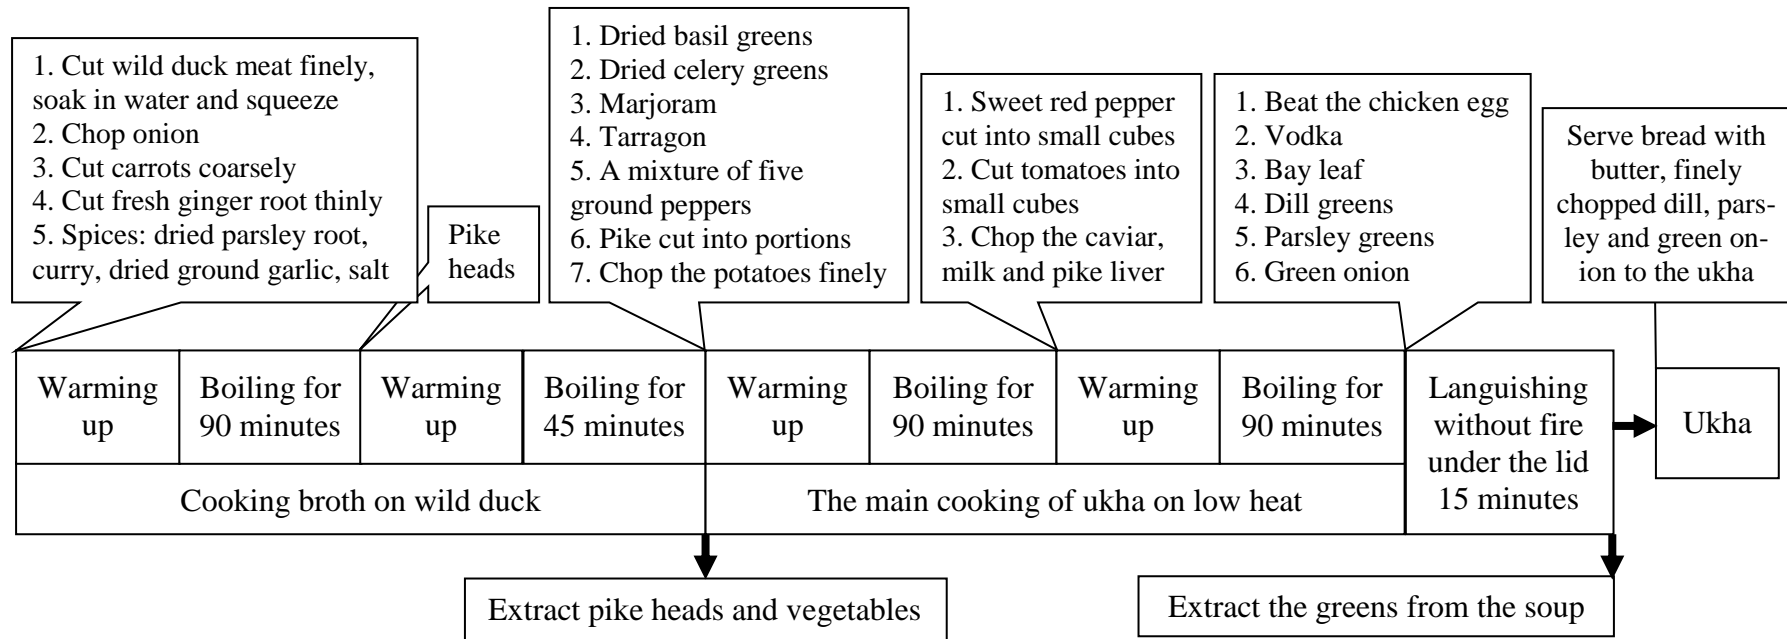 1. Cut wild duck meat finely,
soak in water and squeeze
2. Chop onion
3. Cut carrots coarsely
4. Cut fresh ginger root thinly
5. Spices: dried parsley root,
curry, dried ground garlic, salt
Pike
heads
1. Dried basil greens
2. Dried celery greens
3. Marjoram
4. Tarragon
5. A mixture of five
ground peppers
6. Pike cut into portions
7. Chop the potatoes finely
1. Sweet red pepper
cut into small cubes
2. Cut tomatoes into
small cubes
3. Chop the caviar,
milk and pike liver
1. Beat the chicken egg
2. Vodka
3. Bay leaf
4. Dill greens
5. Parsley greens
6. Green onion
Serve bread with
butter, finely
chopped dill, pars-
ley and green on-
ion to the ukha
Warming
up
Boiling for
90 minutes
Warming
up
Boiling for
45 minutes
Warming
up
Boiling for
90 minutes
Warming
up
Boiling for
90 minutes
Languishing
without fire
under the lid
15 minutes
Ukha
Cooking broth on wild duck
The main cooking of ukha on low heat
Extract pike heads and vegetables
Extract the greens from the soup